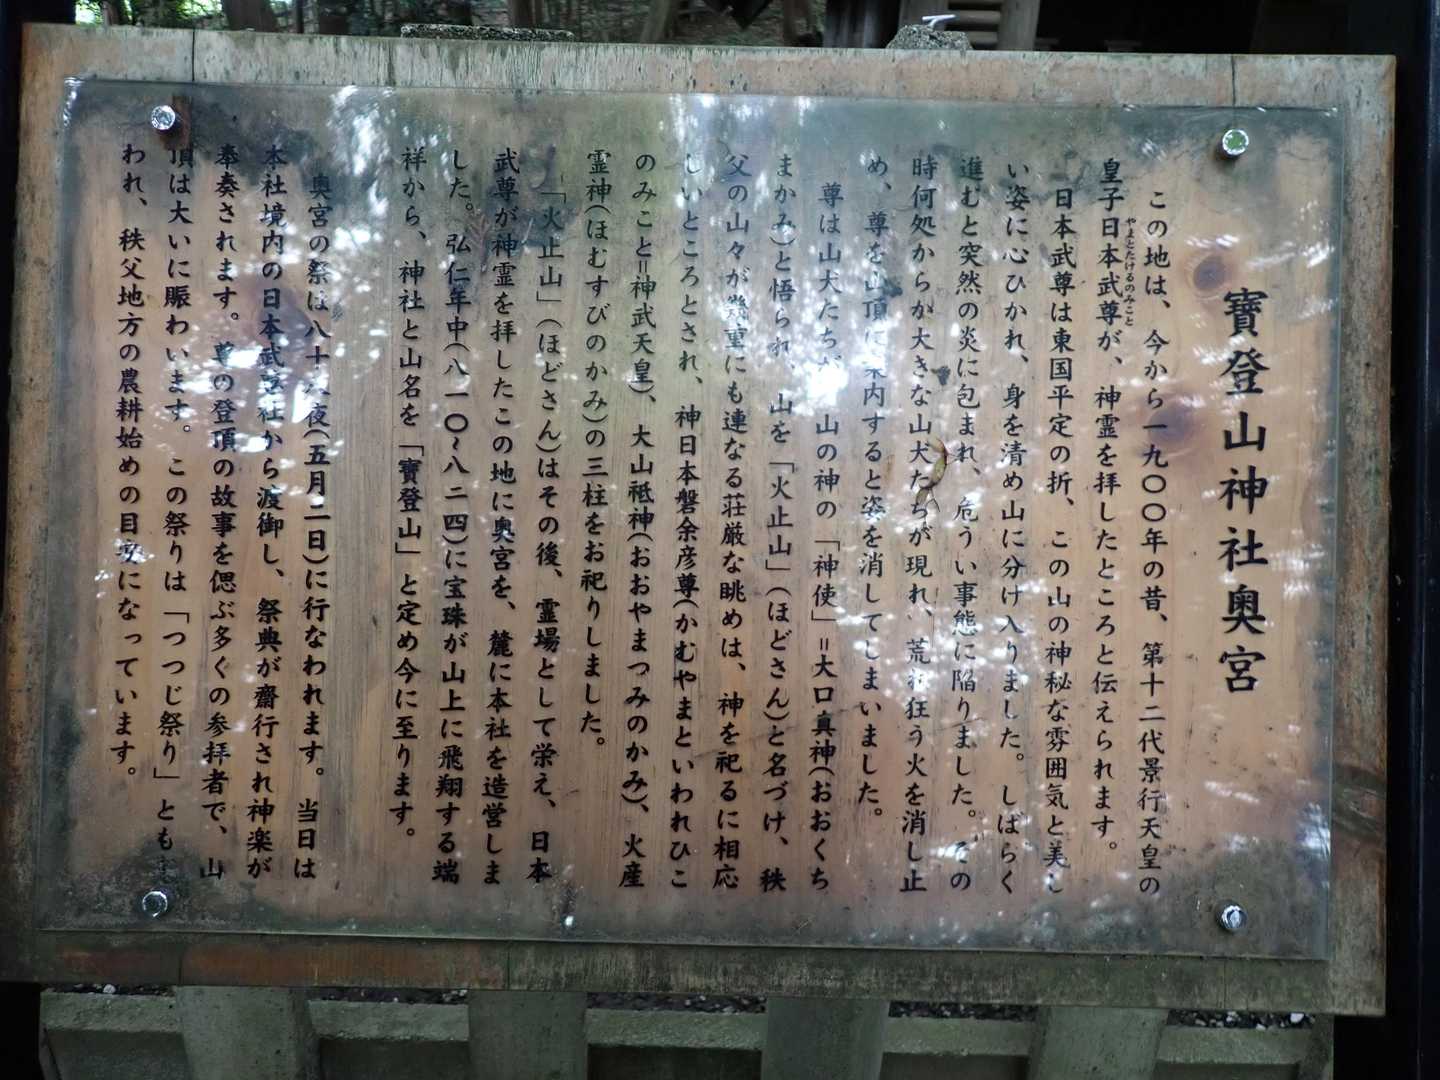 寶登山神社奥宮
この地は、今から一九〇〇年の昔、第十二代景行天皇の
皇子日本武尊が、神霊を拝したところと伝えられます。
やまとたけるのみこと
日本武尊は東国平定の折、この山の神秘な雰囲気と美し
い姿に心ひかれ、身を清め山に分け入りました。しばらく
進むと突然の炎に包まれ、危うい事態に陥りました。その
時何処からか大きな山犬たちが現れ、荒れ狂う火を消し止
め、尊を山頂に案内すると姿を消してしまいました。
尊は山犬たちが、山の神の「神使」=大口真神(おおくち
まかみ)と悟られ、山を「火止山」(ほどさん)と名づけ、秩
父の山々が幾重にも連なる荘厳な眺めは、神を祀るに相応
しいところとされ、神日本磐余彦尊(かむやまといわれひこ
のみこと=神武天皇)、大山祗神(おおやまつみのかみ)、火産
霊神(ほむすびのかみ)の三柱をお祀りしました。
「火止山」(ほどさん)はその後、霊場として栄え、日本
武尊が神霊を拝したこの地に奥宮を、麓に本社を造営しま
した。弘仁年中(八一〇~八二四)に宝珠が山上に飛翔する端
祥から、神社と山名を「寶登山」と定め今に至ります。
奥宮の祭は八十八夜(五月二日)に行なわれます。当日は
本社境内の日本武尊社から渡御し、祭典が齋行され神楽が
奉奏されます。尊の登頂の故事を偲ぶ多くの参拝者で、山
頂は大いに賑わいます。この祭りは「つつじ祭り」とも言
われ、秩父地方の農耕始めの目安になっています。